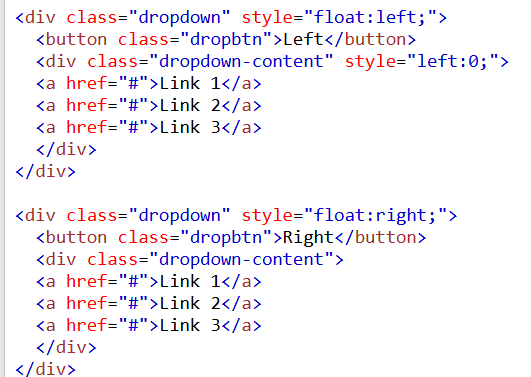 <div class="dropdown" style="float:left;">
  <button class="dropbtn">Left</button>
  <div class="dropdown-content" style="left:0;">
  <a href="#">Link 1</a>
  <a href="#">Link 2</a>
  <a href="#">Link 3</a>
  </div>
</div>

<div class="dropdown" style="float:right;">
  <button class="dropbtn">Right</button>
  <div class="dropdown-content">
  <a href="#">Link 1</a>
  <a href="#">Link 2</a>
  <a href="#">Link 3</a>
  </div>
</div>